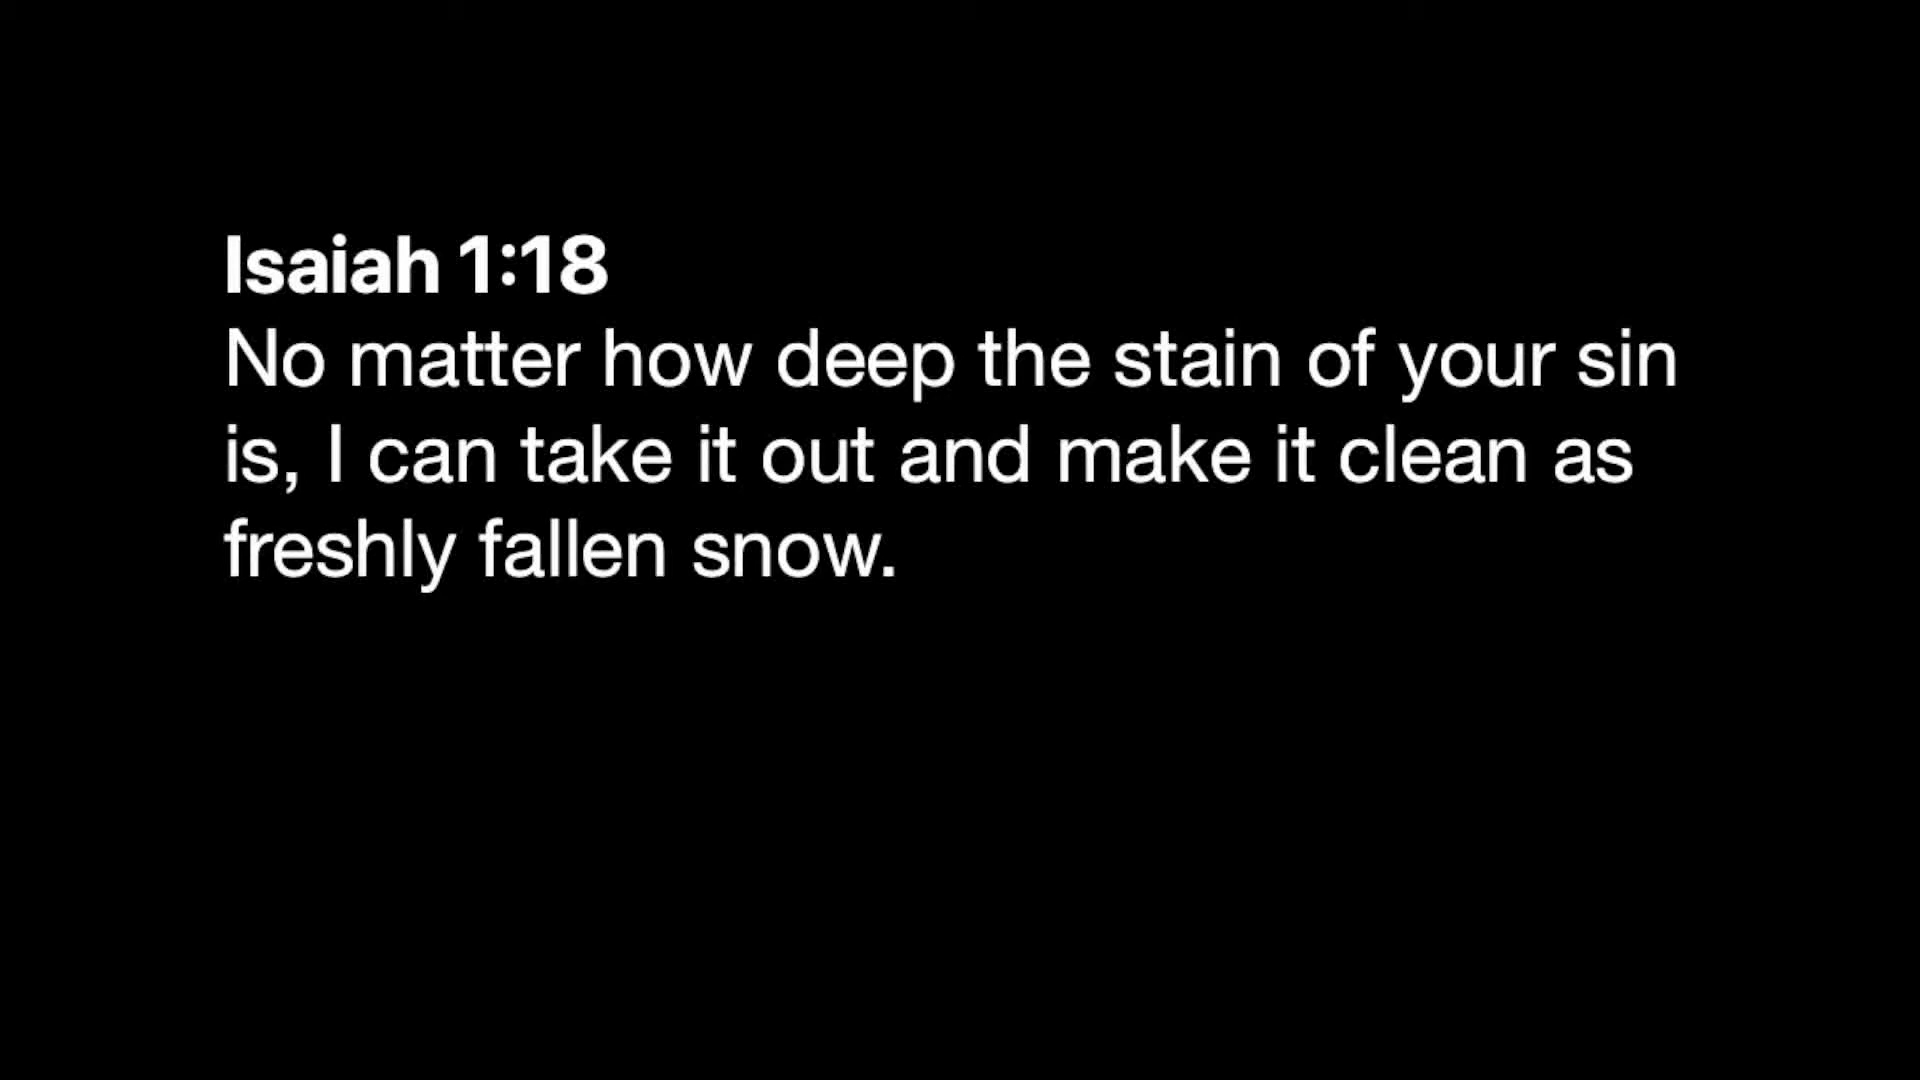 Isaiah 1:18
No matter how deep the stain of your sin
is, I can take it out and make it clean as
freshly fallen snow.